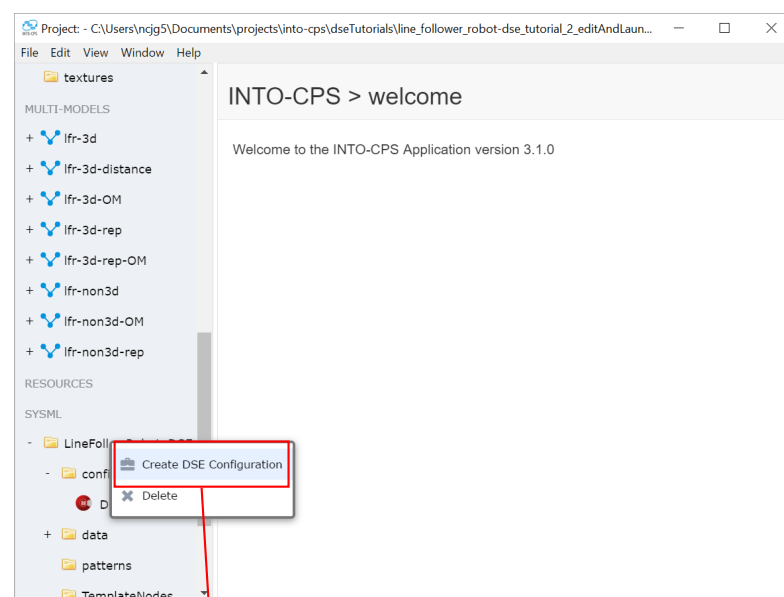 Project: - C:\Users\ncjg5\Documents\projects\into-cps\dseTutorials\line_follower_robot-dse_tutorial_2_editAndLaun...
File Edit View Window Help
textures
MULTI-MODELS
+ lfr-3d
+ lfr-3d-distance
+ lfr-3d-OM
+ lfr-3d-rep
+ lfr-3d-rep-OM
+ lfr-non3d
+ lfr-non3d-OM
+ lfr-non3d-rep
RESOURCES
SYSML
- LineFoll
- conf
D
+ data
patterns
TemplateNodes
Create DSE Configuration
Delete
INTO-CPS > welcome
Welcome to the INTO-CPS Application version 3.1.0